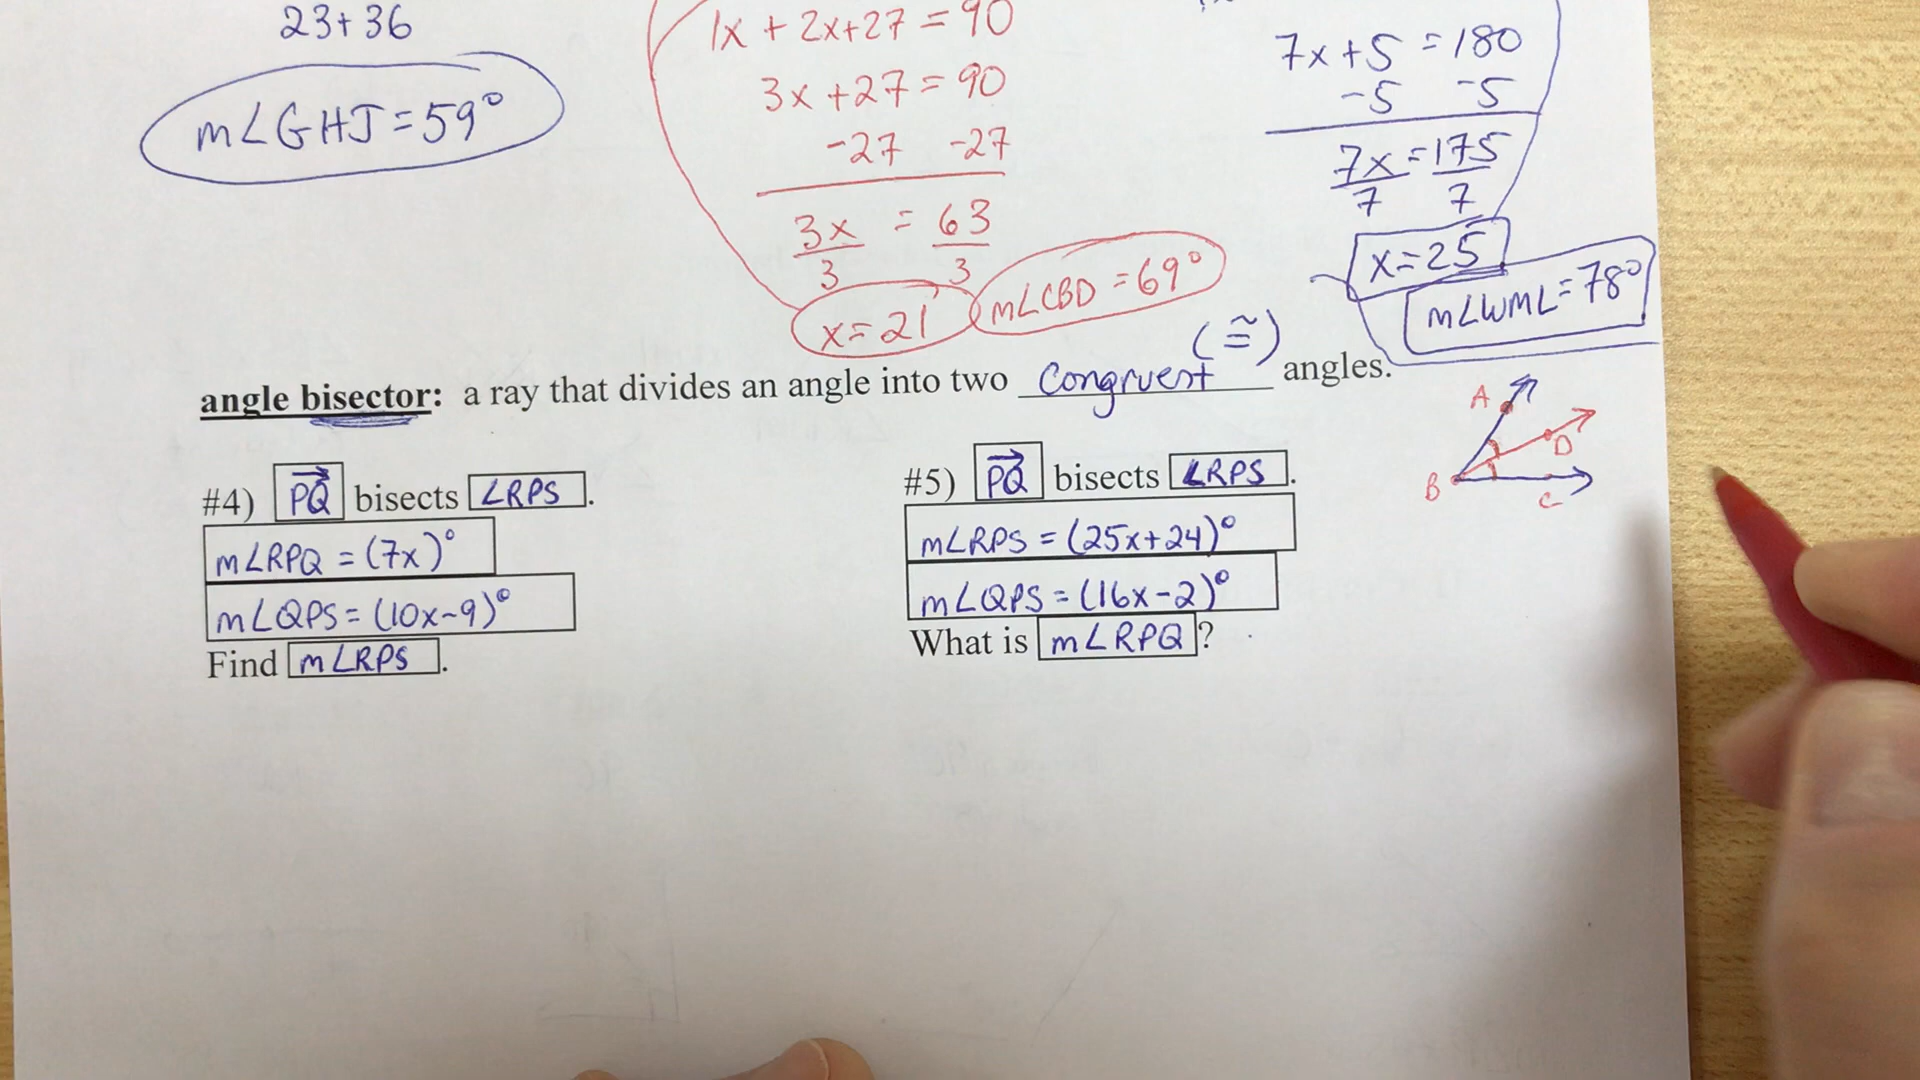 23+36
m∠GHJ=59°
1x + 2x+27 = 90
3x +27 = 90
-27 -27
3x = 63
3 3
x=21
m∠CBD =69°
7x+5 =180
-5 -5
7x=175
7 7
x=25
m∠WML=78°
(≅)
angle bisector: a ray that divides an angle into two congruent angles.
A
D
B
C
#4) PQ bisects ∠RPS.
m∠RPQ = (7x)°
m∠QPS= (10x-9)°
Find m∠RPS.
#5) PQ bisects ∠RPS.
m∠RPS = (25x+24)°
m∠QPS = (16x-2)°
What is m∠RPQ?